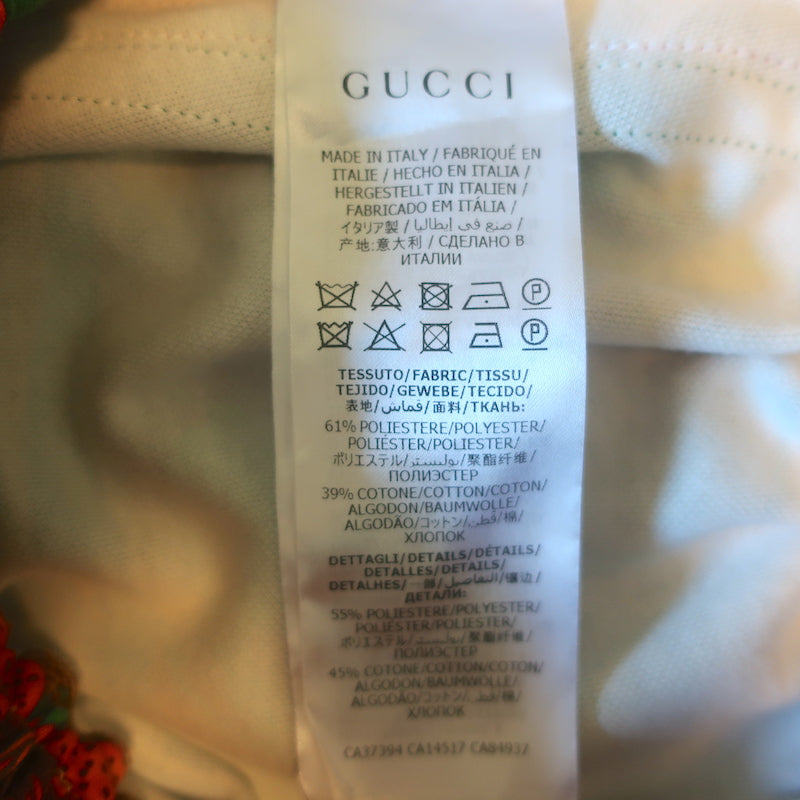 GUCCI
MADE IN ITALY / FABRIQUÉ EN
ITALIE / HECHO EN ITALIA /
HERGESTELLT IN ITALIEN /
FABRICADO EM ITÁLIA /
イタリア製 / صنع في إيطاليا /
产地:意大利 / СДЕЛАНО В
ИТАЛИИ
P
P
TESSUTO/FABRIC/TISSU/
TEJIDO/GEWEBE/TECIDO/
表地/قماش/面料/ТКАНЬ:
61% POLIESTERE/POLYESTER/
POLIÉSTER/POLIESTER/
ポリエステル/بوليستر/聚酯纤维/
ПОЛИЭСТЕР
39% COTONE/COTTON/COTON/
ALGODON/BAUMWOLLE/
ALGODÃO/コットン/قطن/棉/
ХЛОПОК
DETTAGLI/DETAILS/DÉTAILS/
DETALLES/DETAILS/
DETALHES/一部/التفاصيل/镶边/
ДЕТАЛИ:
55% POLIESTERE/POLYESTER/
POLIÉSTER/POLIESTER/
ポリエステル/بوليستر/聚酯纤维/
ПОЛИЭСТЕР
45% COTONE/COTTON/COTON/
ALGODON/BAUMWOLLE/
ALGODÃO/コットン/قطن/棉/
ХЛОПОК
CA37394 CA14517 CA84937